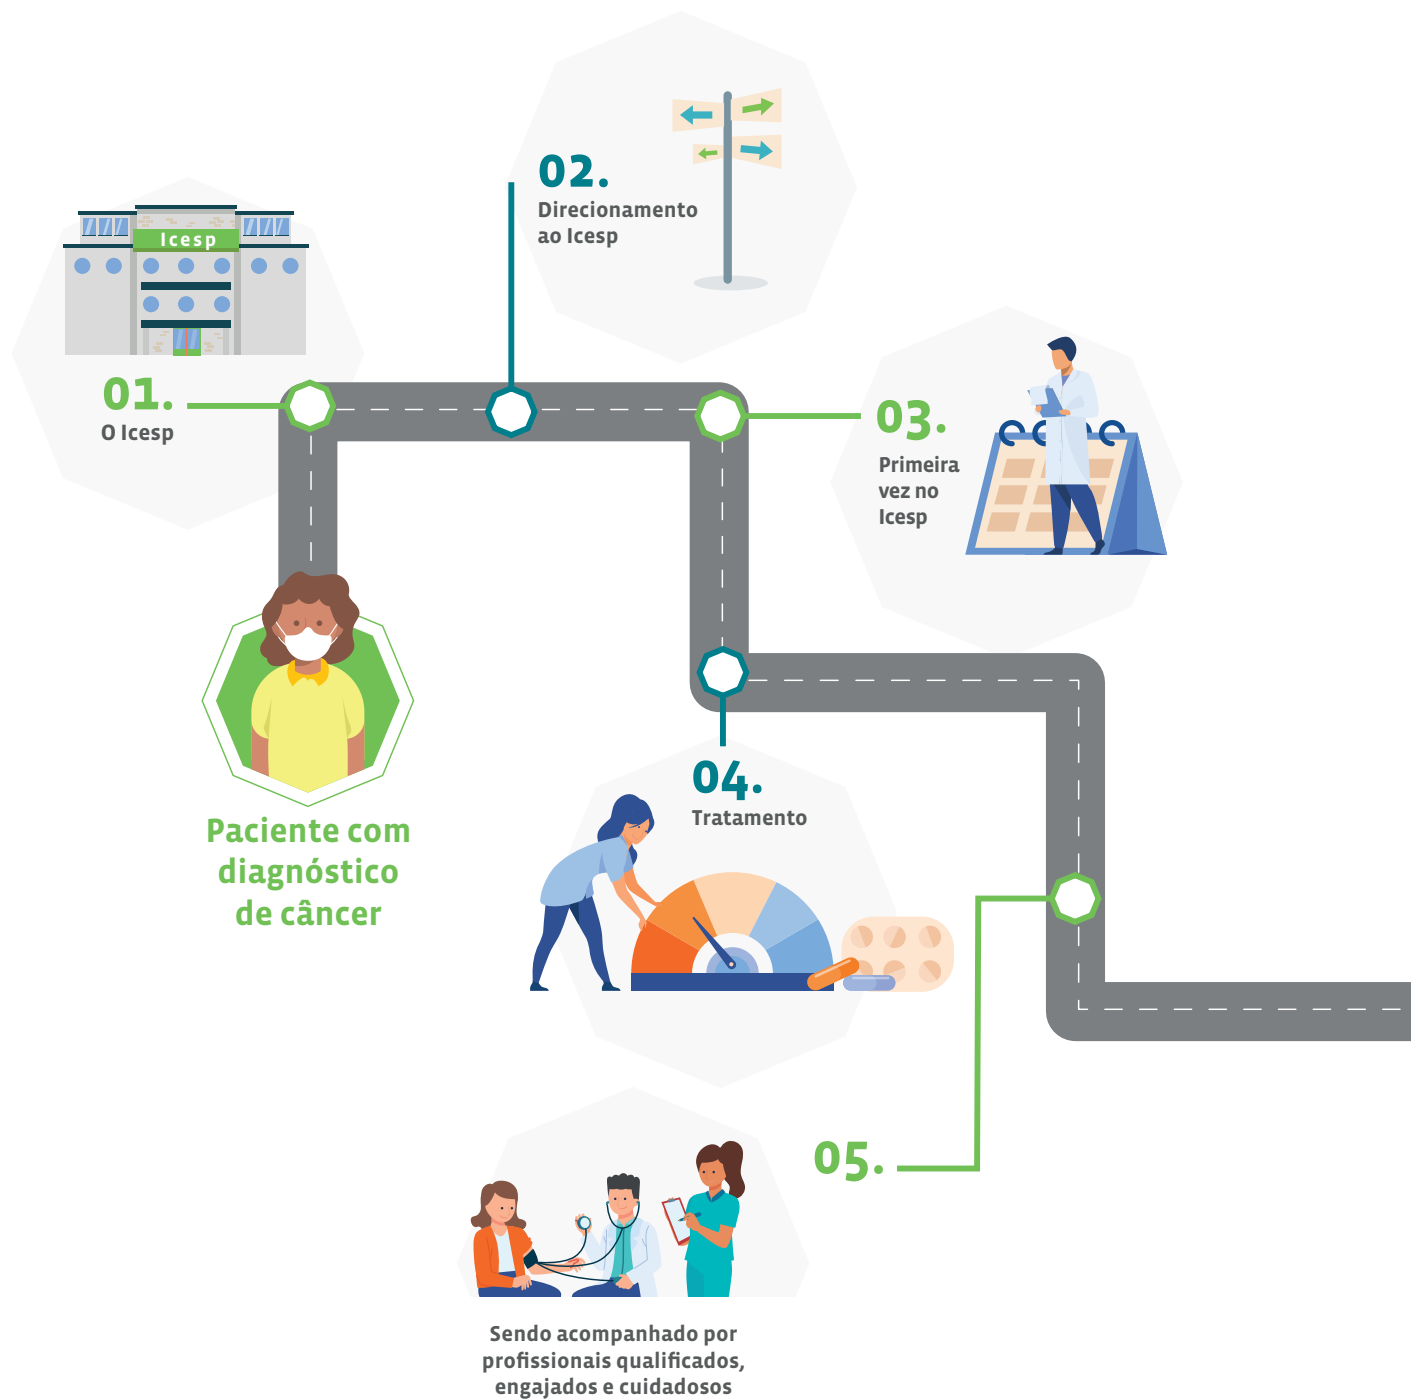 Icesp
01.
O Icesp
02.
Direcionamento
ao Icesp
03.
Primeira
vez no
Icesp
Paciente com
diagnóstico
de câncer
04.
Tratamento
05.
Sendo acompanhado por
profissionais qualificados,
engajados e cuidadosos